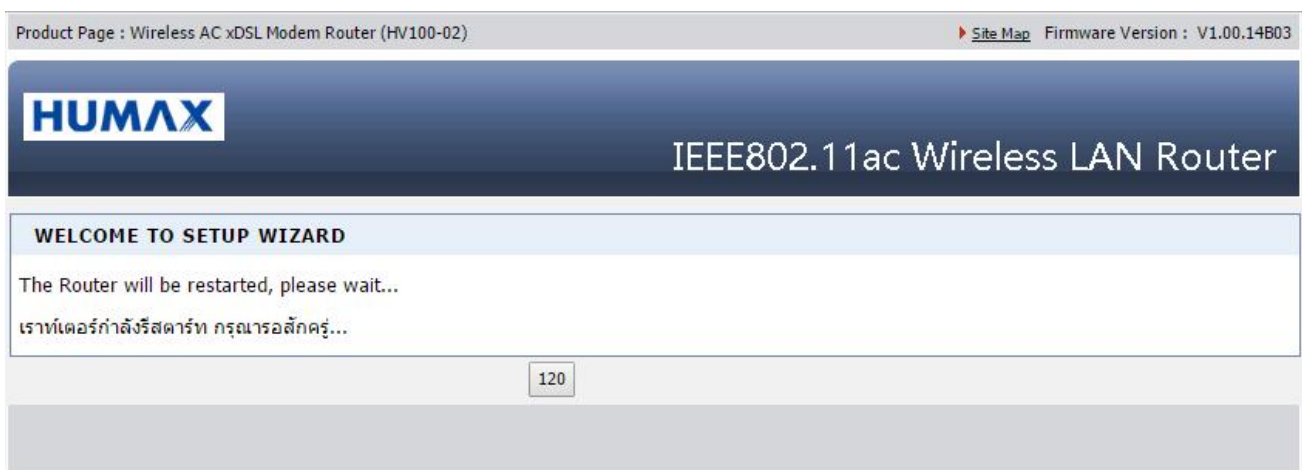 Product Page : Wireless AC xDSL Modem Router (HV100-02)
Site Map Firmware Version : V1.00.14B03
HUMAX
IEEE802.11ac Wireless LAN Router
WELCOME TO SETUP WIZARD
The Router will be restarted, please wait...
เราท์เตอร์กำลังรีสตาร์ท กรุณารอสักครู่...
120